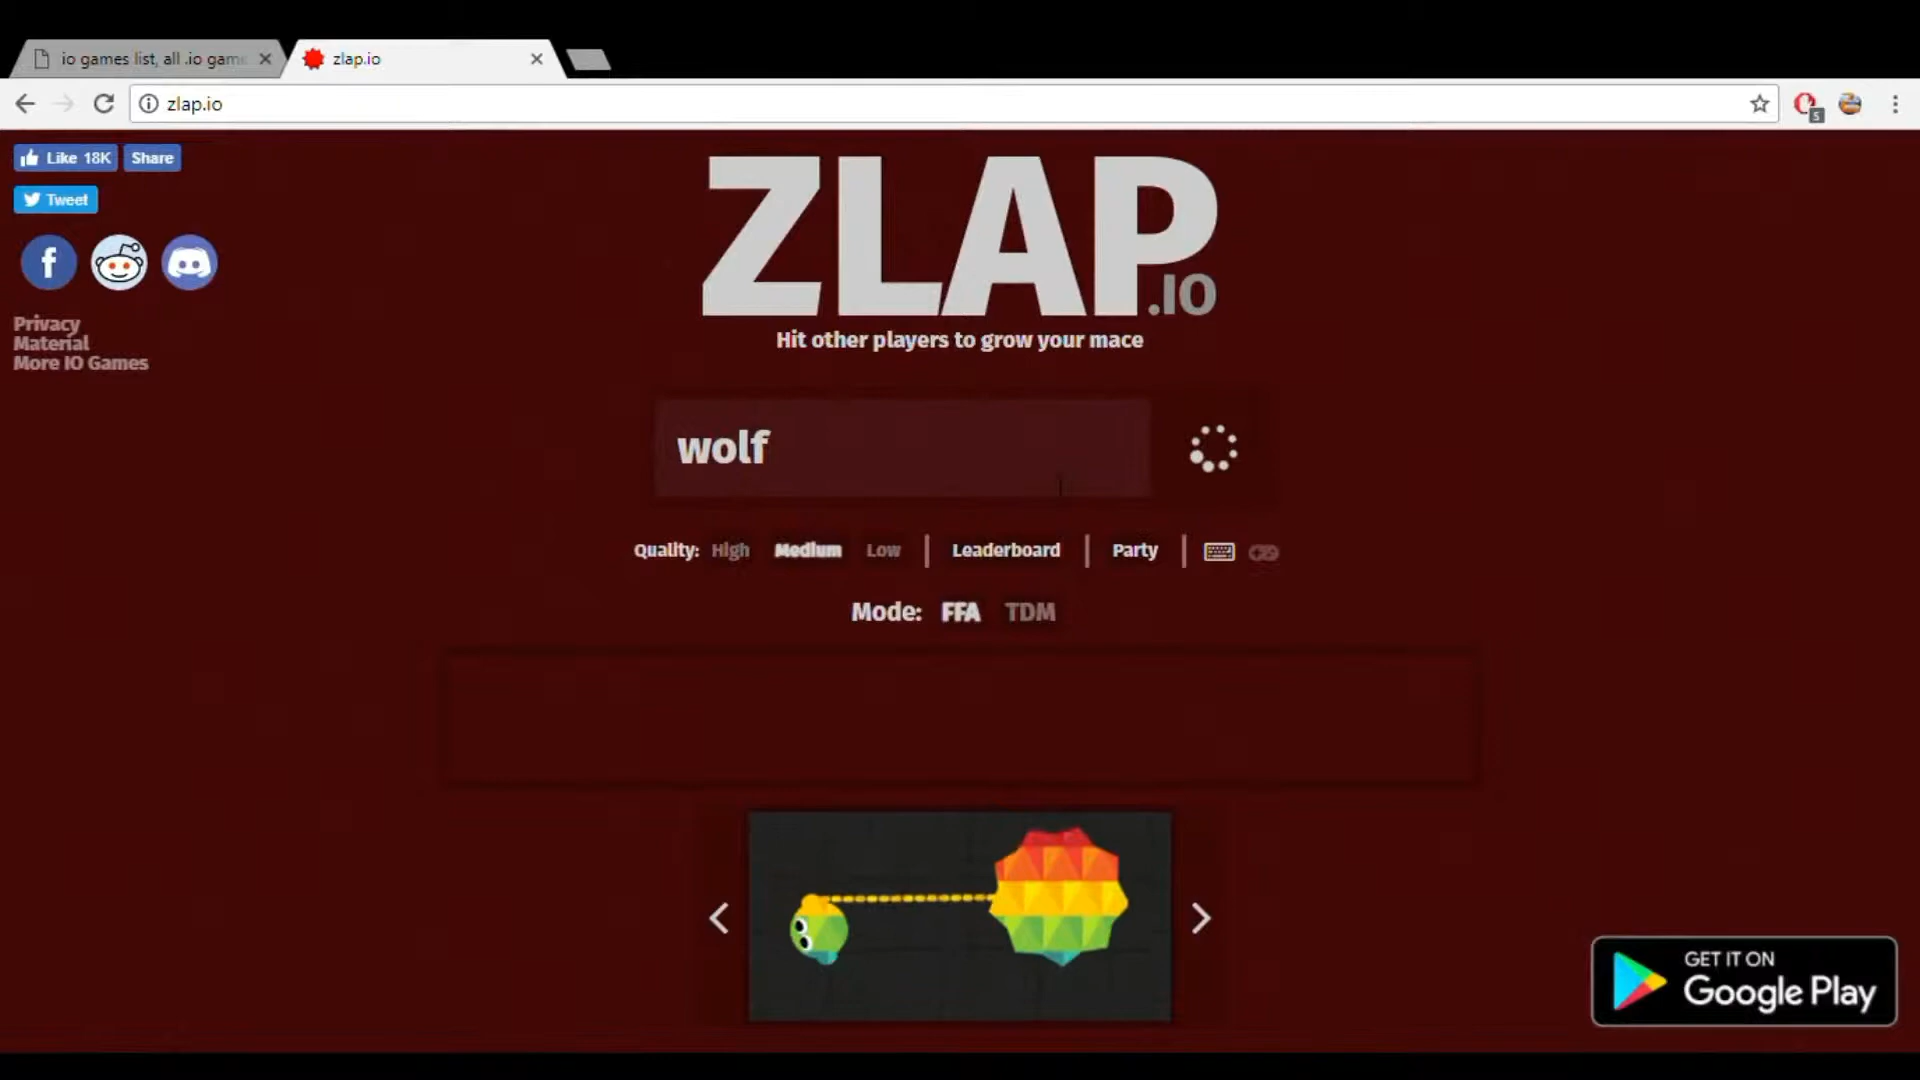 io games list, all .io game
zlap.io
zlap.io
5
Like 18K
Share
Tweet
Privacy
Material
More IO Games
ZLAP.IO
Hit other players to grow your mace
wolf
Quality: High Medium Low | Leaderboard | Party |
Mode: FFA TDM
GET IT ON
Google Play